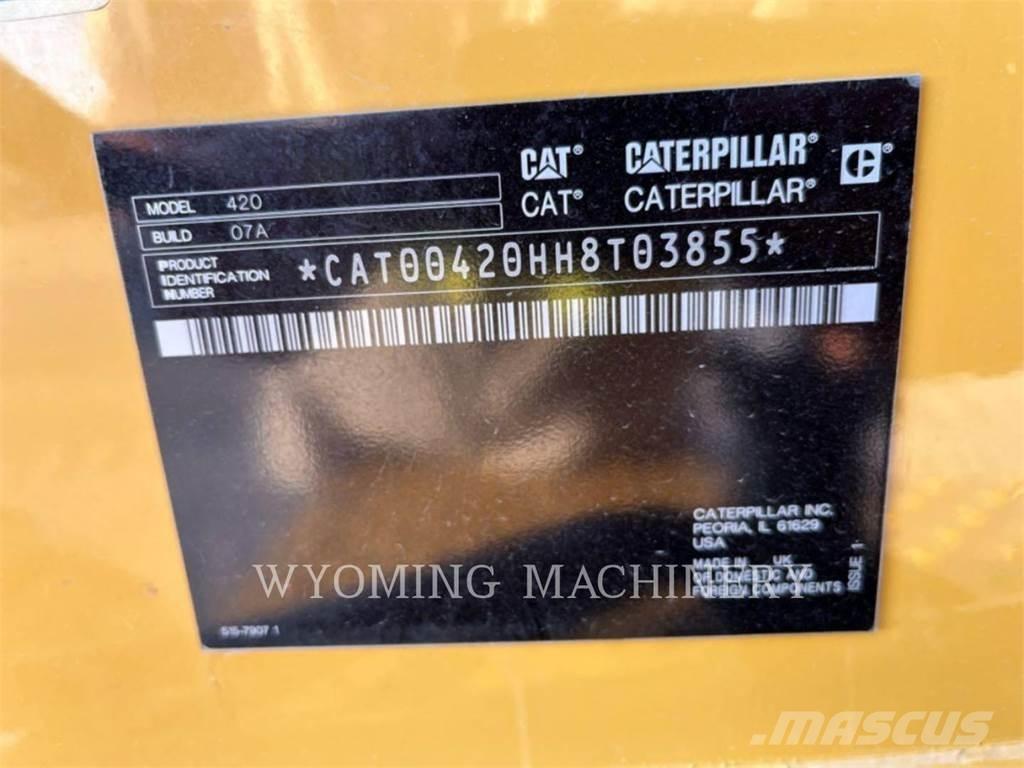 CAT® CATERPILLAR®
CAT® CATERPILLAR®
MODEL 420
BUILD 07A
PRODUCT
IDENTIFICATION
NUMBER
*CAT00420HH8T03855*
CATERPILLAR INC.
PEORIA, IL 61629
USA
MADE IN UK
OF DOMESTIC AND
FOREIGN COMPONENTS
ISSUE 1
515-7907 1
WYOMING MACHINERY
MASCUS